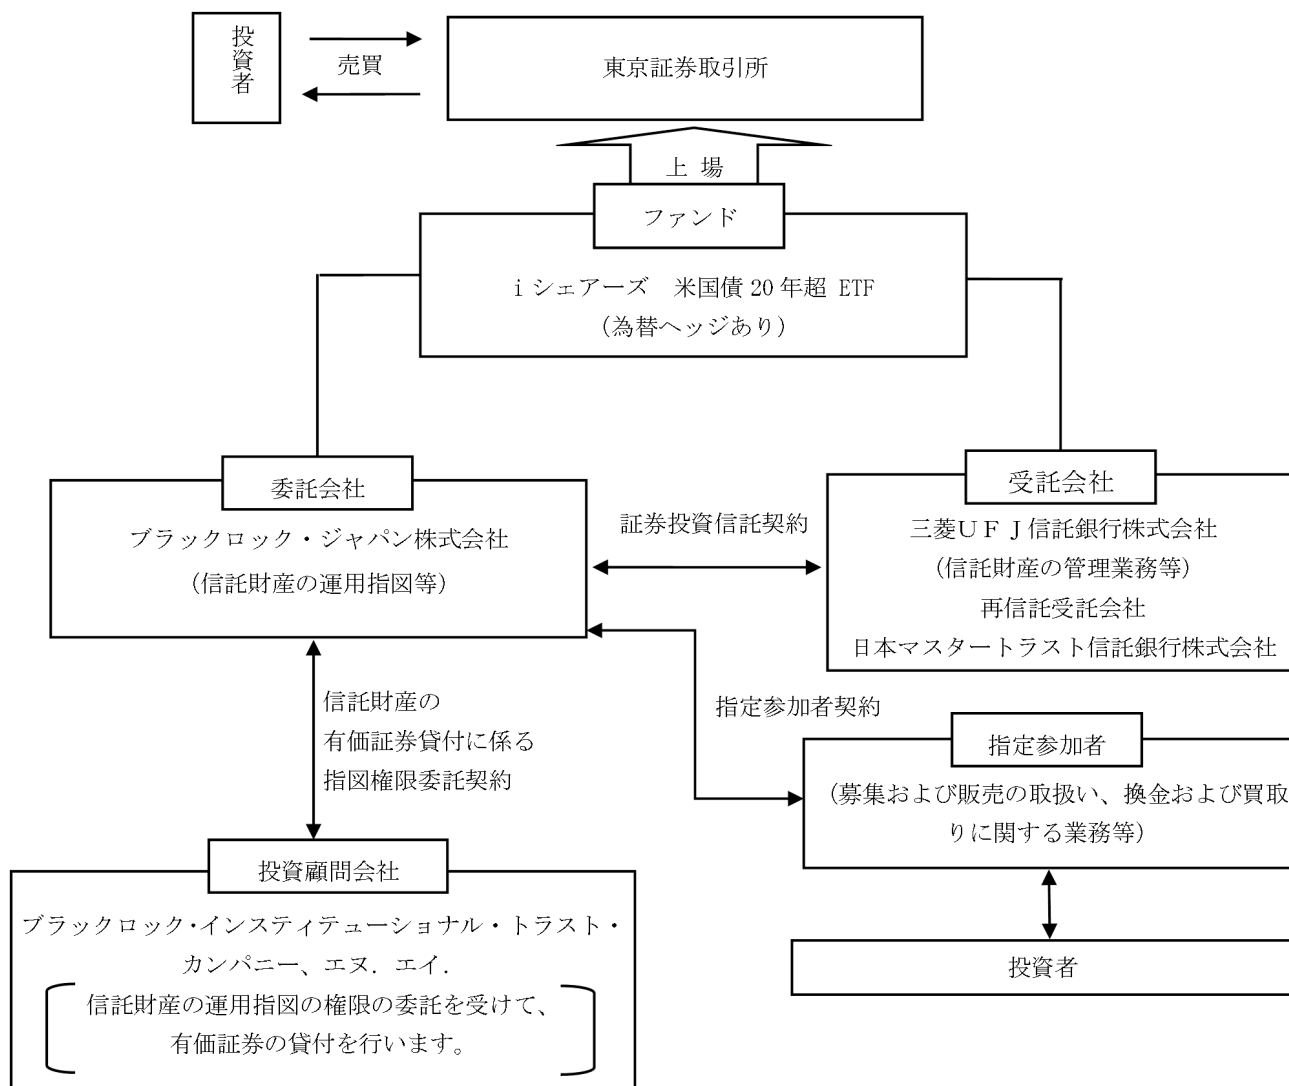 投資者
売買
東京証券取引所
上 場
ファンド
ｉシェアーズ　米国債 20 年超 ETF
（為替ヘッジあり）
委託会社
ブラックロック・ジャパン株式会社
（信託財産の運用指図等）
証券投資信託契約
受託会社
三菱ＵＦＪ信託銀行株式会社
（信託財産の管理業務等）
再信託受託会社
日本マスタートラスト信託銀行株式会社
信託財産の
有価証券貸付に係る
指図権限委託契約
指定参加者契約
指定参加者
（募集および販売の取扱い、換金および買取
りに関する業務等）
投資顧問会社
ブラックロック・インスティテューショナル・トラスト・
カンパニー、エヌ．エイ．
信託財産の運用指図の権限の委託を受けて、
有価証券の貸付を行います。
投資者